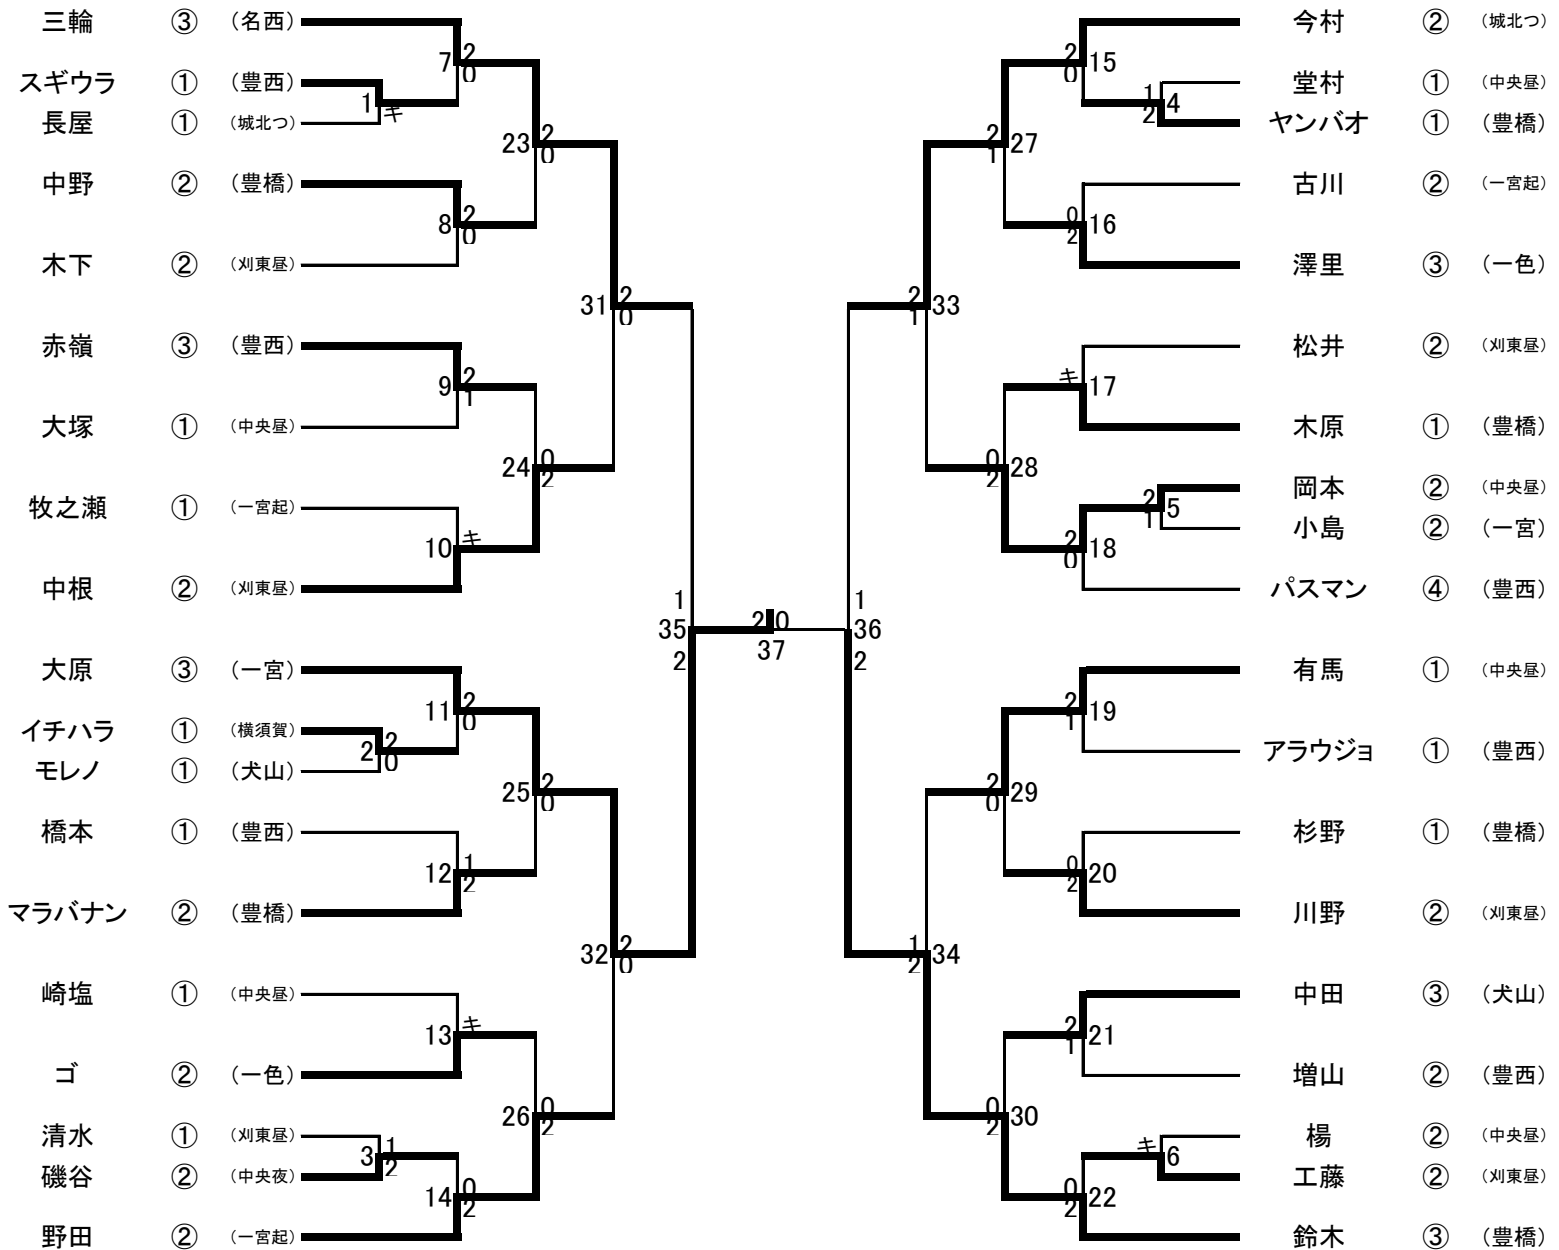 三輪 ③ （名西）
7 2 0
スギウラ ① （豊西）
1 キ
長屋 ① （城北つ）
23 2 0
中野 ② （豊橋）
8 2 0
木下 ② （刈東昼）
31 2 0
赤嶺 ③ （豊西）
9 2 1
大塚 ① （中央昼）
24 0 2
牧之瀬 ① （一宮起）
10 キ
中根 ② （刈東昼）
1
35
2
大原 ③ （一宮）
11 2 0
イチハラ ① （横須賀）
2 2 0
モレノ ① （犬山）
25 2 0
橋本 ① （豊西）
12 1 2
マラバナン ② （豊橋）
32 2 0
崎塩 ① （中央昼）
13 キ
ゴ ② （一色）
26 0 2
清水 ① （刈東昼）
3 1 2
磯谷 ② （中央夜）
14 0 2
野田 ② （一宮起）
2 0
37
今村 ② （城北つ）
2 0 15
堂村 ① （中央昼）
1 2 4
ヤンバオ ① （豊橋）
2 1 27
古川 ② （一宮起）
0 2 16
澤里 ③ （一色）
2 1 33
松井 ② （刈東昼）
キ 17
木原 ① （豊橋）
0 2 28
岡本 ② （中央昼）
2 1 5
小島 ② （一宮）
2 0 18
パスマン ④ （豊西）
1
36
2
有馬 ① （中央昼）
2 1 19
アラウジョ ① （豊西）
2 0 29
杉野 ① （豊橋）
0 2 20
川野 ② （刈東昼）
1 2 34
中田 ③ （犬山）
2 1 21
増山 ② （豊西）
0 2 30
楊 ② （中央昼）
キ 6
工藤 ② （刈東昼）
0 2 22
鈴木 ③ （豊橋）